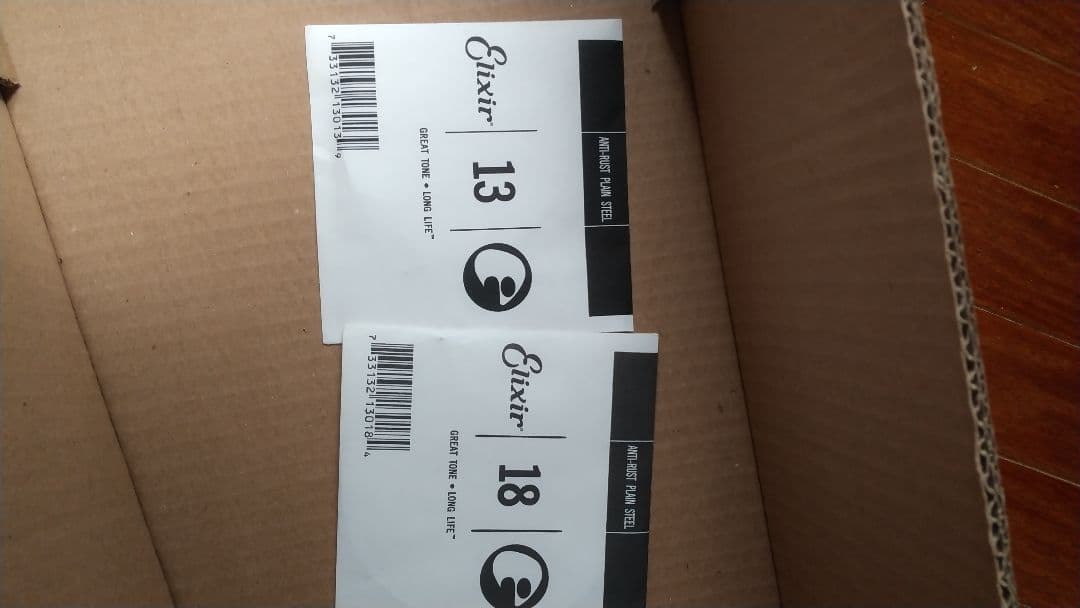 ANTI-RUST PLAIN STEEL
Elixir
13
GREAT TONE • LONG LIFE™
7 33132 13013 9
ANTI-RUST PLAIN STEEL
Elixir
18
GREAT TONE • LONG LIFE™
7 33132 13018 4